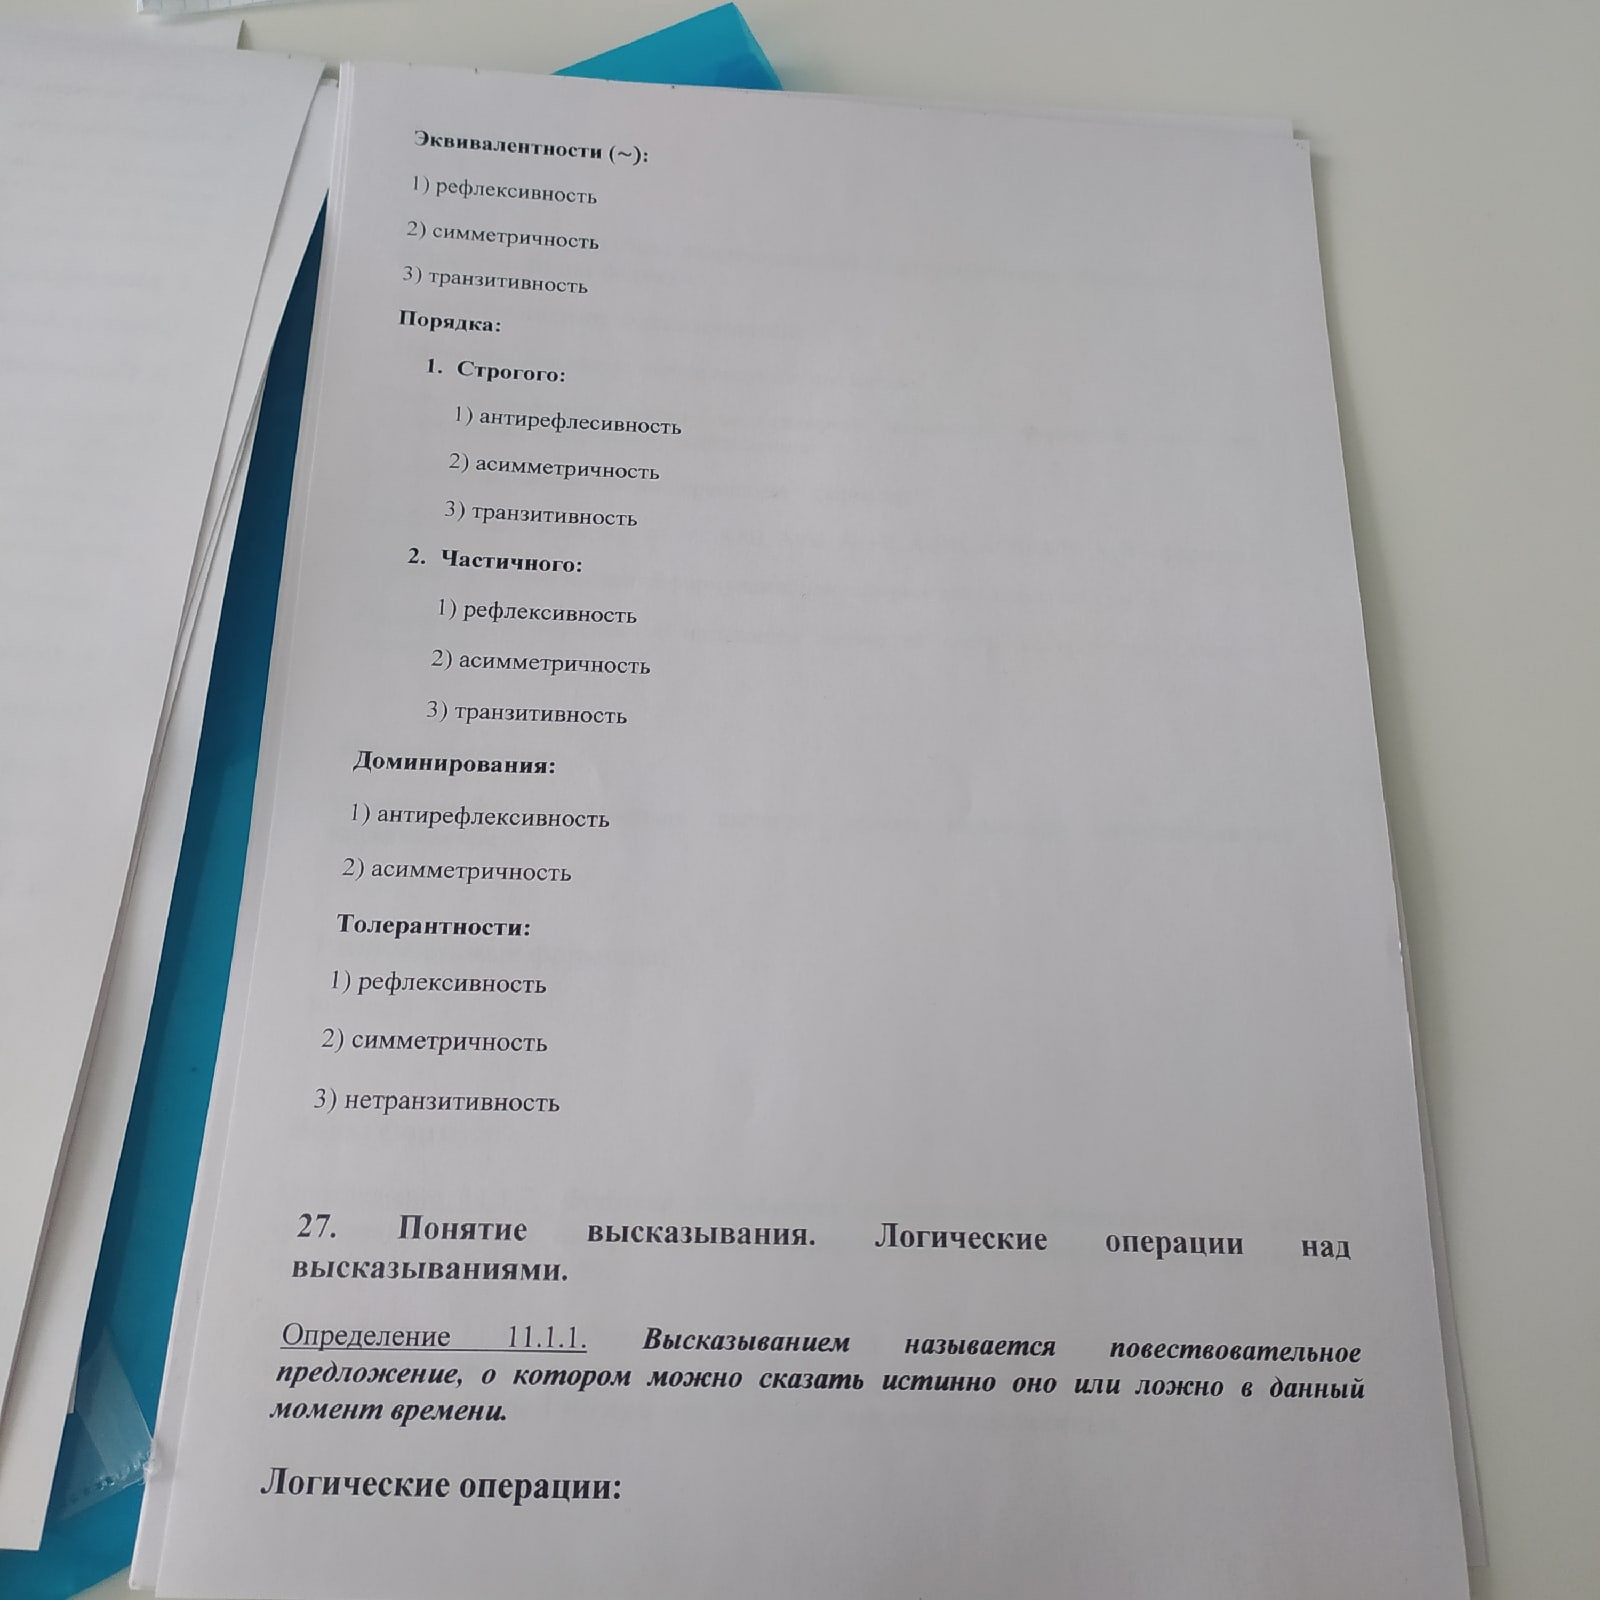 Эквивалентности (~):
1) рефлексивность
2) симметричность
3) транзитивность
Порядка:
1. Строгого:
1) антирефлесивность
2) асимметричность
3) транзитивность
2. Частичного:
1) рефлексивность
2) асимметричность
3) транзитивность
Доминирования:
1) антирефлексивность
2) асимметричность
Толерантности:
1) рефлексивность
2) симметричность
3) нетранзитивность
27. Понятие высказывания. Логические операции над
высказываниями.
Определение 11.1.1. Высказыванием называется повествовательное
предложение, о котором можно сказать истинно оно или ложно в данный
момент времени.
Логические операции: